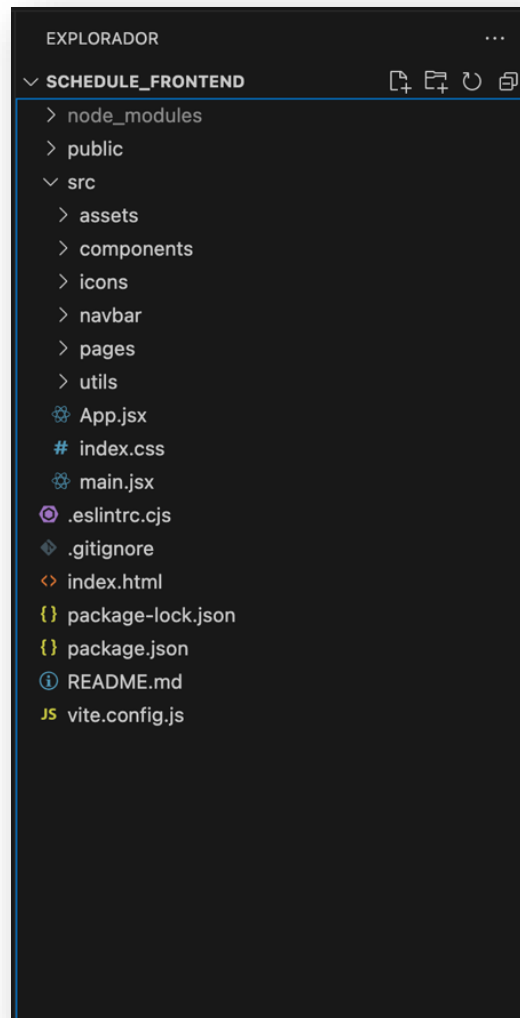 EXPLORADOR
SCHEDULE_FRONTEND
node_modules
public
src
assets
components
icons
navbar
pages
utils
App.jsx
# index.css
main.jsx
.eslintrc.cjs
.gitignore
<> index.html
{} package-lock.json
{} package.json
README.md
JS vite.config.js